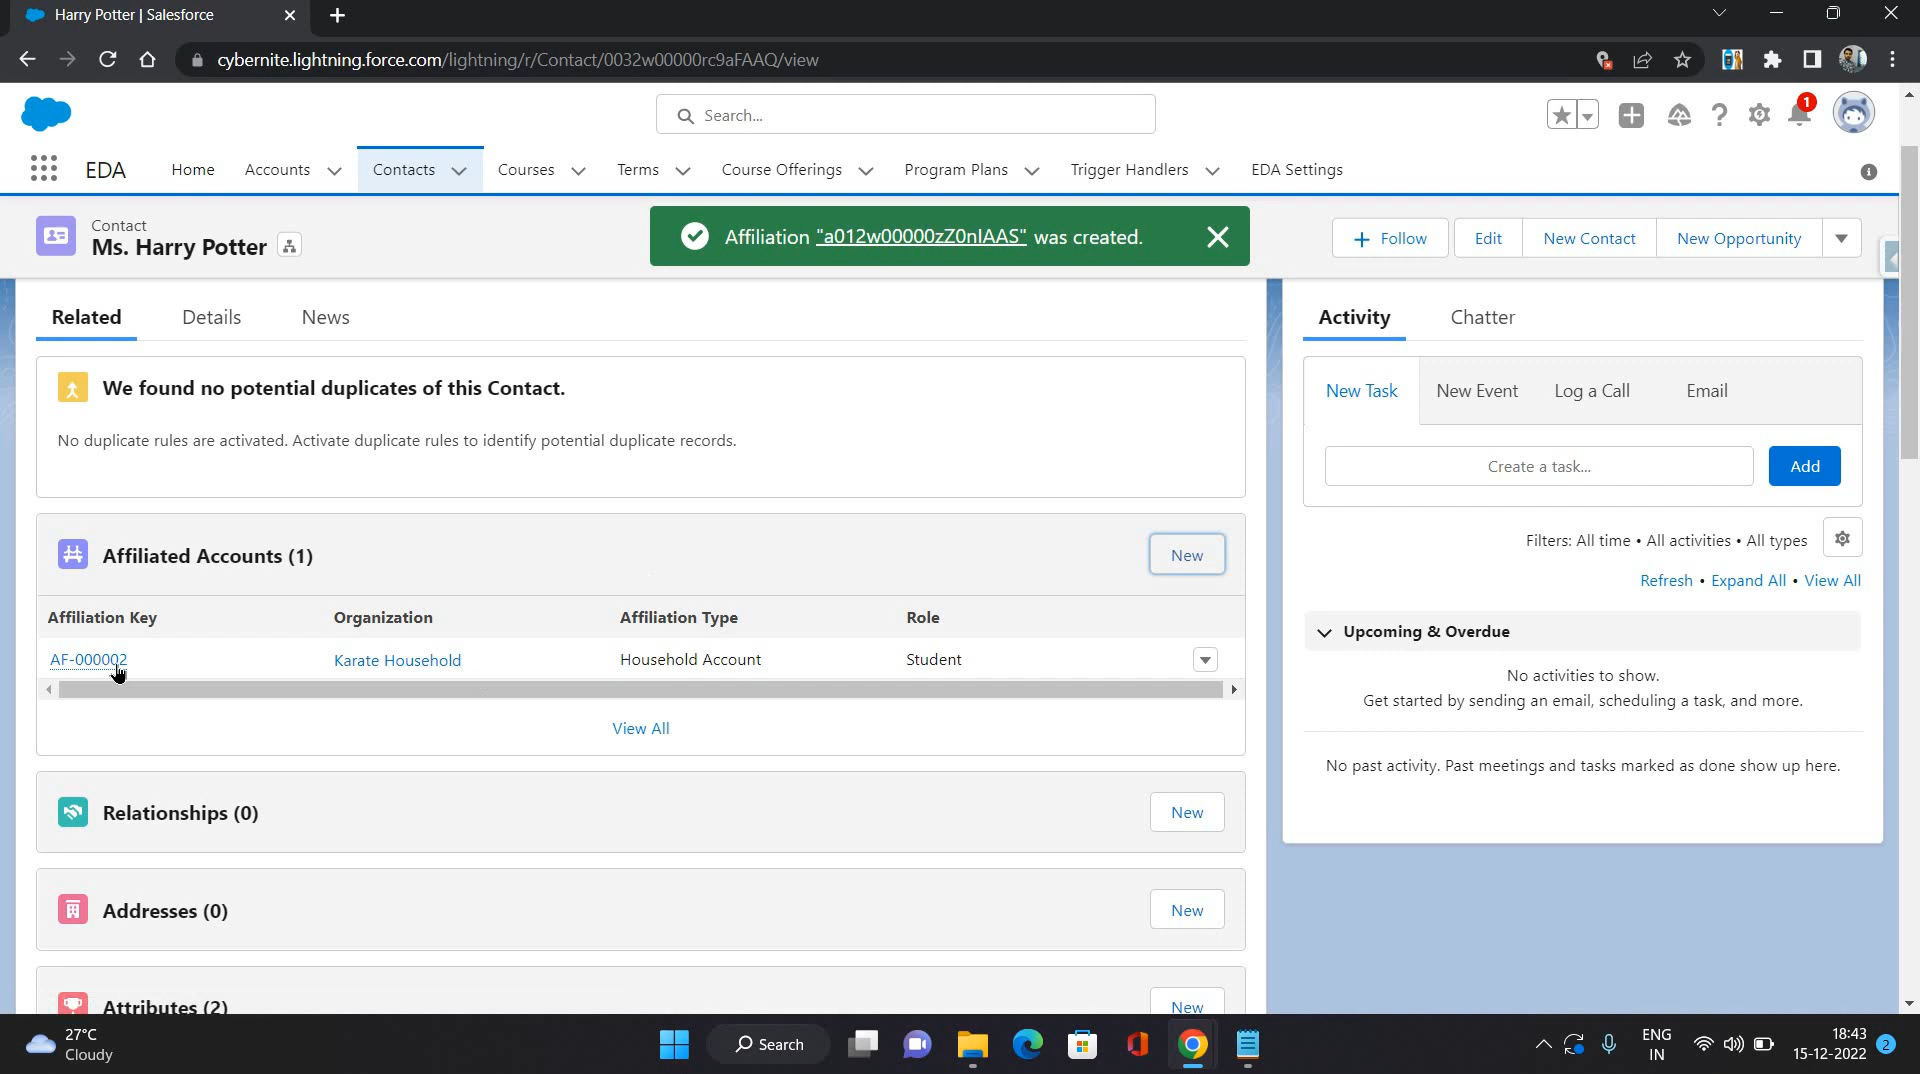 Harry Potter | Salesforce
cybernite.lightning.force.com/lightning/r/Contact/0032w00000rc9aFAAQ/view
Search...
1
EDA Home Accounts Contacts Courses Terms Course Offerings Program Plans Trigger Handlers EDA Settings
Contact
Ms. Harry Potter
Affiliation "a012w00000zZ0nIAAS" was created.
Follow Edit New Contact New Opportunity
Related Details News
We found no potential duplicates of this Contact.
No duplicate rules are activated. Activate duplicate rules to identify potential duplicate records.
Affiliated Accounts (1) New
Affiliation Key Organization Affiliation Type Role
AF-000002 Karate Household Household Account Student
View All
Relationships (0) New
Addresses (0) New
Attributes (2) New
Activity Chatter
New Task New Event Log a Call Email
Create a task... Add
Filters: All time • All activities • All types
Refresh • Expand All • View All
Upcoming & Overdue
No activities to show.
Get started by sending an email, scheduling a task, and more.
No past activity. Past meetings and tasks marked as done show up here.
27°C
Cloudy
Search
ENG
IN
18:43
15-12-2022
2